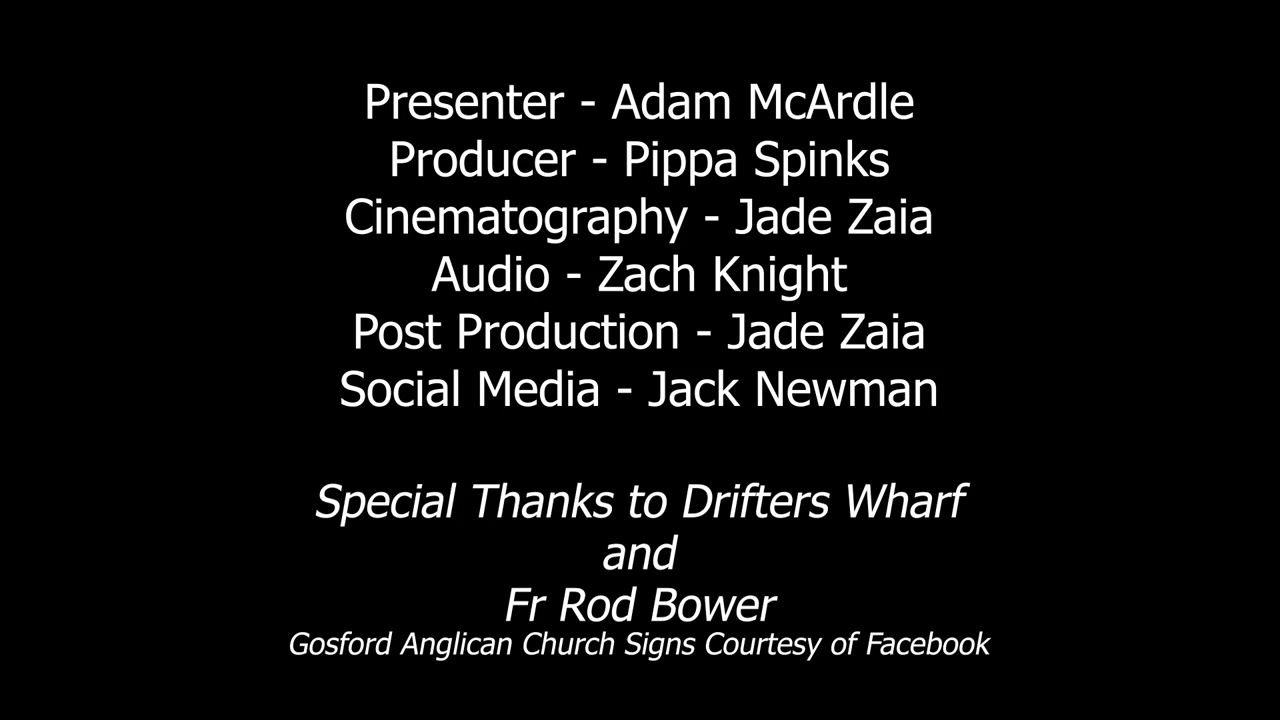 Presenter - Adam McArdle
Producer - Pippa Spinks
Cinematography - Jade Zaia
Audio - Zach Knight
Post Production - Jade Zaia
Social Media - Jack Newman
Special Thanks to Drifters Wharf
and
Fr Rod Bower
Gosford Anglican Church Signs Courtesy of Facebook